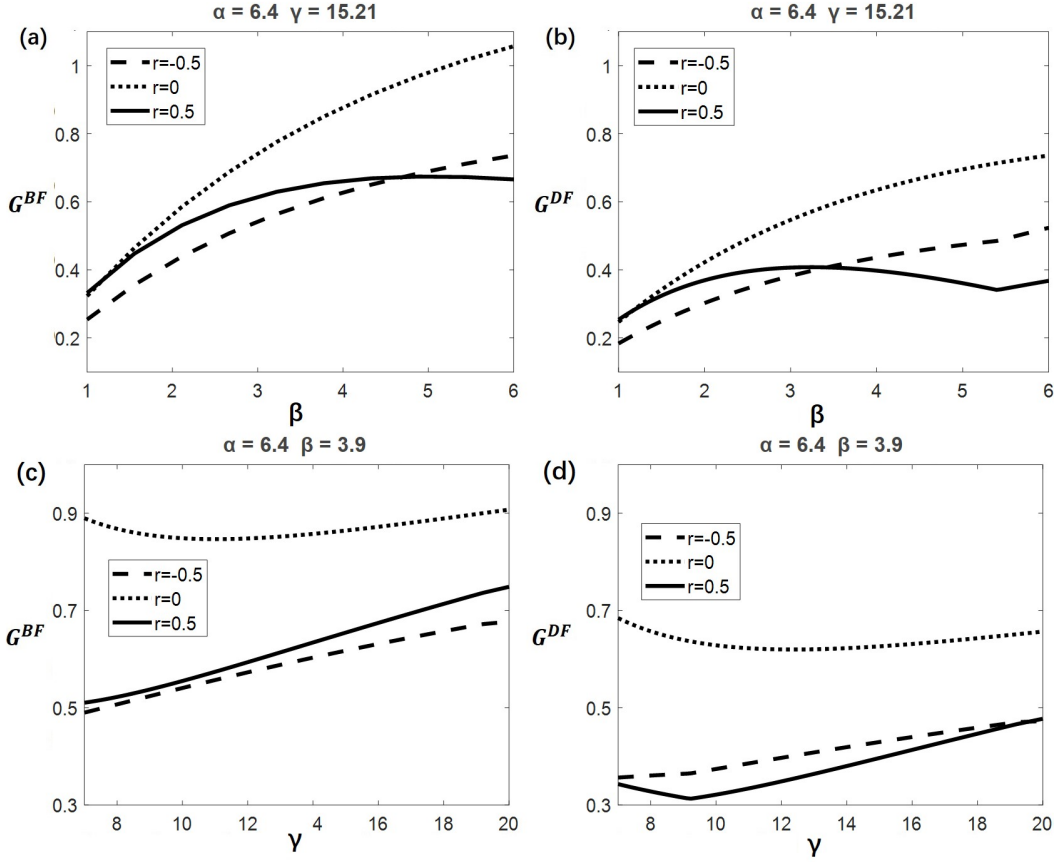 α = 6.4 γ = 15.21
(a)
1
0.8
0.6
0.4
0.2
G^BF
r=-0.5
r=0
r=0.5
1 2 3 4 5 6
β
α = 6.4 γ = 15.21
(b)
1
0.8
0.6
0.4
0.2
G^DF
r=-0.5
r=0
r=0.5
1 2 3 4 5 6
β
α = 6.4 β = 3.9
(c)
0.9
0.7
0.5
0.3
G^BF
r=-0.5
r=0
r=0.5
8 10 12 4 16 18 20
γ
α = 6.4 β = 3.9
(d)
0.9
0.7
0.5
0.3
G^DF
r=-0.5
r=0
r=0.5
8 10 12 14 16 18 20
γ